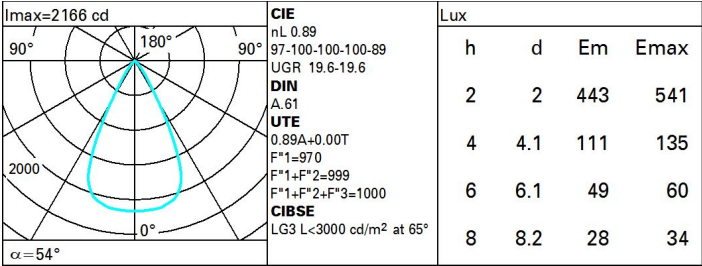 Imax=2166 cd
90°
180°
90°
2000
0°
α=54°
CIE
nL 0.89
97-100-100-100-89
UGR 19.6-19.6
DIN
A.61
UTE
0.89A+0.00T
F"1=970
F"1+F"2=999
F"1+F"2+F"3=1000
CIBSE
LG3 L<3000 cd/m² at 65°
Lux
h d Em Emax
2 2 443 541
4 4.1 111 135
6 6.1 49 60
8 8.2 28 34